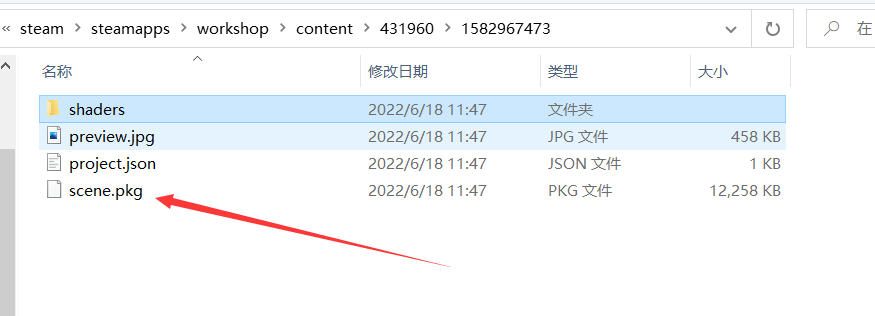 « steam › steamapps › workshop › content › 431960 › 1582967473 在
名称 修改日期 类型 大小
shaders 2022/6/18 11:47 文件夹
preview.jpg 2022/6/18 11:47 JPG 文件 458 KB
project.json 2022/6/18 11:47 JSON 文件 1 KB
scene.pkg 2022/6/18 11:47 PKG 文件 12,258 KB